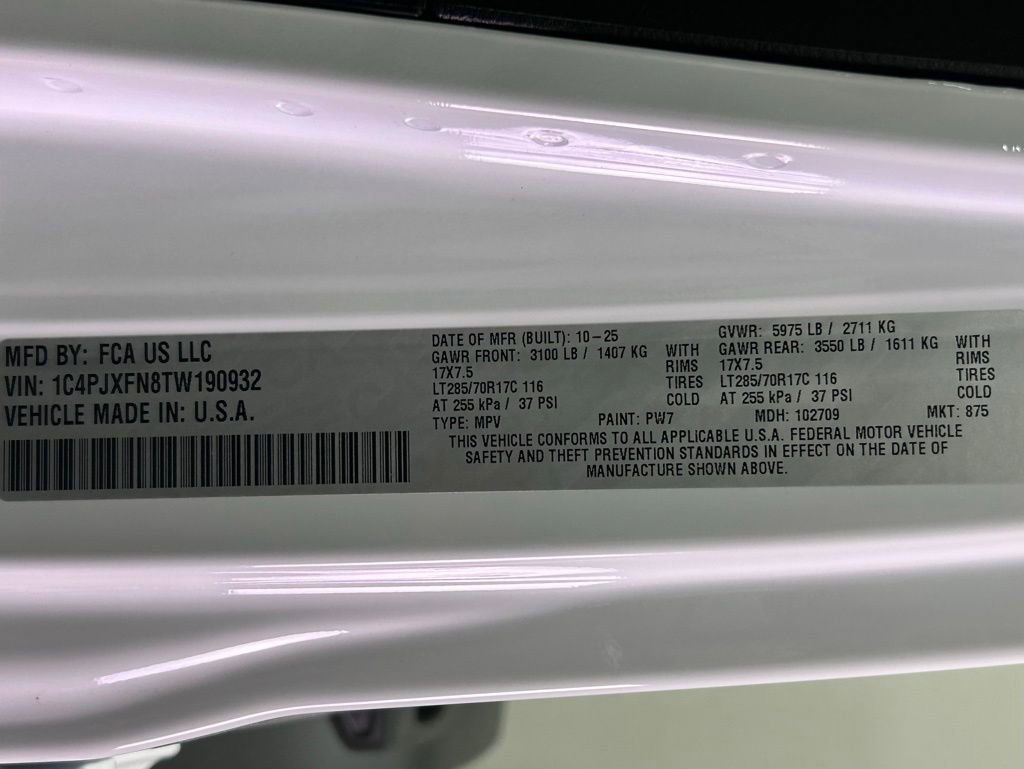 MFD BY: FCA US LLC
VIN: 1C4PJXFN8TW190932
VEHICLE MADE IN: U.S.A.
DATE OF MFR (BUILT): 10-25
GAWR FRONT: 3100 LB / 1407 KG WITH
17X7.5 RIMS
LT285/70R17C 116 TIRES
AT 255 kPa / 37 PSI COLD
GVWR: 5975 LB / 2711 KG
GAWR REAR: 3550 LB / 1611 KG WITH
17X7.5 RIMS
LT285/70R17C 116 TIRES
AT 255 kPa / 37 PSI COLD
TYPE: MPV PAINT: PW7 MDH: 102709 MKT: 875
THIS VEHICLE CONFORMS TO ALL APPLICABLE U.S.A. FEDERAL MOTOR VEHICLE
SAFETY AND THEFT PREVENTION STANDARDS IN EFFECT ON THE DATE OF
MANUFACTURE SHOWN ABOVE.